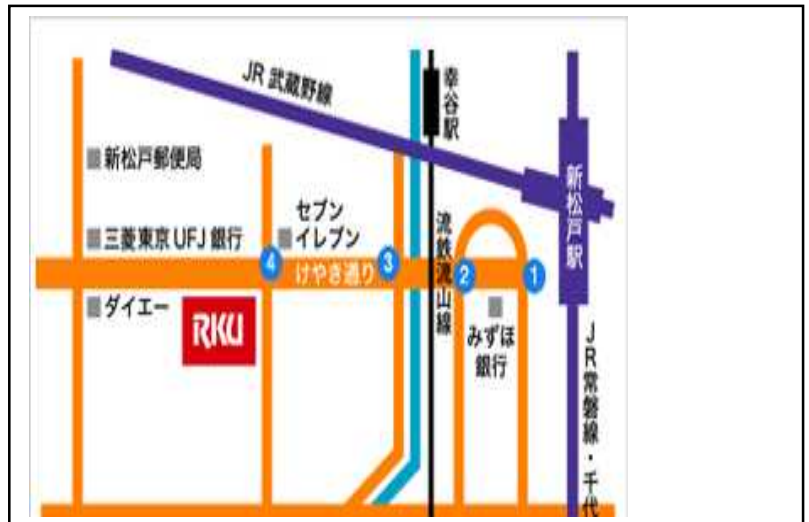 JR 武蔵野線
幸谷駅
新松戸郵便局
新松戸駅
セブン
イレブン
三菱東京 UFJ 銀行
流鉄流山線
4
けやき通り
3
2
1
ダイエー
RKU
みずほ
銀行
JR常磐線・千代